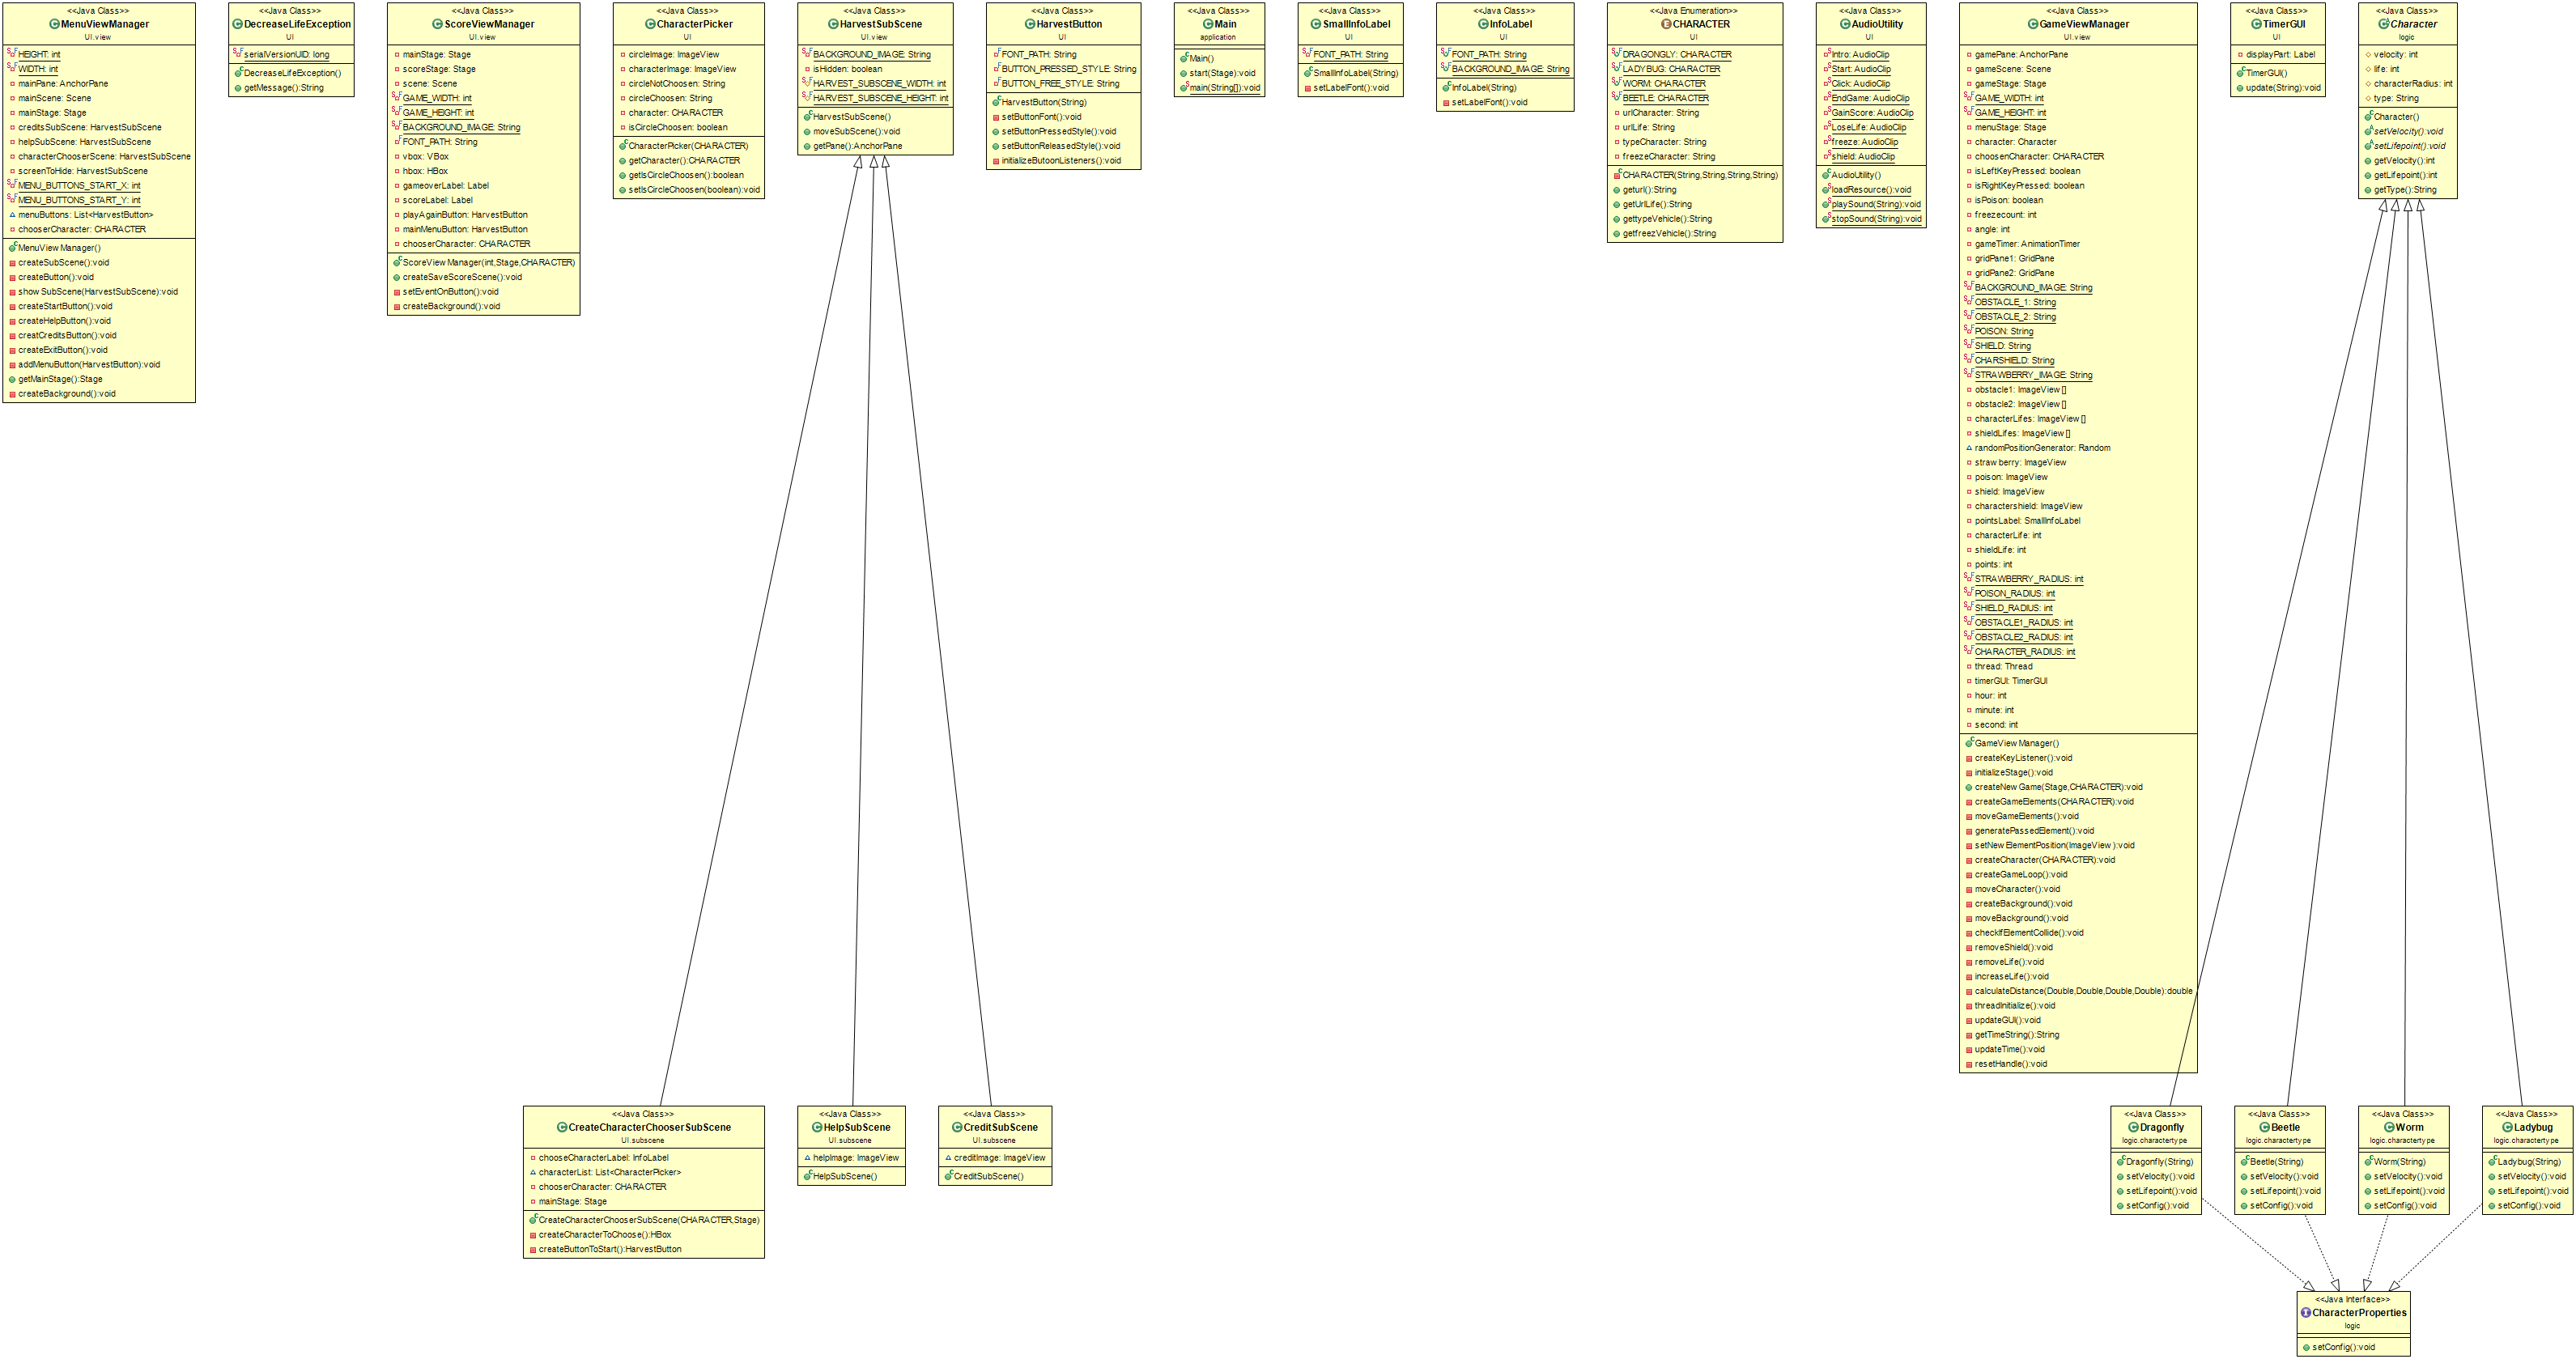 <<Java Class>>
MenuViewManager
UI.view
HEIGHT: int
WIDTH: int
mainPane: AnchorPane
mainScene: Scene
mainStage: Stage
creditsSubScene: HarvestSubScene
helpSubScene: HarvestSubScene
characterChooserScene: HarvestSubScene
screenToHide: HarvestSubScene
MENU_BUTTONS_START_X: int
MENU_BUTTONS_START_Y: int
menuButtons: List<HarvestButton>
chooserCharacter: CHARACTER
MenuViewManager()
createSubScene():void
createButton():void
showSubScene(HarvestSubScene):void
createStartButton():void
createHelpButton():void
creatCreditsButton():void
createExitButton():void
addMenuButton(HarvestButton):void
getMainStage():Stage
createBackground():void
<<Java Class>>
DecreaseLifeException
UI
serialVersionUID: long
DecreaseLifeException()
getMessage():String
<<Java Class>>
ScoreViewManager
UI.view
mainStage: Stage
scoreStage: Stage
scene: Scene
GAME_WIDTH: int
GAME_HEIGHT: int
BACKGROUND_IMAGE: String
FONT_PATH: String
vbox: VBox
hbox: HBox
gameoverLabel: Label
scoreLabel: Label
playAgainButton: HarvestButton
mainMenuButton: HarvestButton
chooserCharacter: CHARACTER
ScoreViewManager(int,Stage,CHARACTER)
createSaveScoreScene():void
setEventOnButton():void
createBackground():void
<<Java Class>>
CharacterPicker
UI
circleImage: ImageView
characterImage: ImageView
circleNotChoosen: String
circleChoosen: String
character: CHARACTER
isCircleChoosen: boolean
CharacterPicker(CHARACTER)
getCharacter():CHARACTER
getIsCircleChoosen():boolean
setIsCircleChoosen(boolean):void
<<Java Class>>
HarvestSubScene
UI.view
BACKGROUND_IMAGE: String
isHidden: boolean
HARVEST_SUBSCENE_WIDTH: int
HARVEST_SUBSCENE_HEIGHT: int
HarvestSubScene()
moveSubScene():void
getPane():AnchorPane
<<Java Class>>
HarvestButton
UI
FONT_PATH: String
BUTTON_PRESSED_STYLE: String
BUTTON_FREE_STYLE: String
HarvestButton(String)
setButtonFont():void
setButtonPressedStyle():void
setButtonReleasedStyle():void
initializeButoonListeners():void
<<Java Class>>
Main
application
Main()
start(Stage):void
main(String[]):void
<<Java Class>>
SmallInfoLabel
UI
FONT_PATH: String
SmallInfoLabel(String)
setLabelFont():void
<<Java Class>>
InfoLabel
UI
FONT_PATH: String
BACKGROUND_IMAGE: String
InfoLabel(String)
setLabelFont():void
<<Java Enumeration>>
CHARACTER
UI
DRAGONGLY: CHARACTER
LADYBUG: CHARACTER
WORM: CHARACTER
BEETLE: CHARACTER
urlCharacter: String
urlLife: String
typeCharacter: String
freezeCharacter: String
CHARACTER(String,String,String,String)
geturl():String
getUrlLife():String
gettypeVehicle():String
getfreezVehicle():String
<<Java Class>>
AudioUtility
UI
Intro: AudioClip
Start: AudioClip
Click: AudioClip
EndGame: AudioClip
GainScore: AudioClip
LoseLife: AudioClip
freeze: AudioClip
shield: AudioClip
AudioUtility()
loadResource():void
playSound(String):void
stopSound(String):void
<<Java Class>>
GameViewManager
UI.view
gamePane: AnchorPane
gameScene: Scene
gameStage: Stage
GAME_WIDTH: int
GAME_HEIGHT: int
menuStage: Stage
character: Character
choosenCharacter: CHARACTER
isLeftKeyPressed: boolean
isRightKeyPressed: boolean
isPoison: boolean
freezecount: int
angle: int
gameTimer: AnimationTimer
gridPane1: GridPane
gridPane2: GridPane
BACKGROUND_IMAGE: String
OBSTACLE_1: String
OBSTACLE_2: String
POISON: String
SHIELD: String
CHARSHIELD: String
STRAWBERRY_IMAGE: String
obstacle1: ImageView[]
obstacle2: ImageView[]
characterLifes: ImageView[]
shieldLifes: ImageView[]
randomPositionGenerator: Random
strawberry: ImageView
poison: ImageView
shield: ImageView
charactershield: ImageView
pointsLabel: SmallInfoLabel
characterLife: int
shieldLife: int
points: int
STRAWBERRY_RADIUS: int
POISON_RADIUS: int
SHIELD_RADIUS: int
OBSTACLE1_RADIUS: int
OBSTACLE2_RADIUS: int
CHARACTER_RADIUS: int
thread: Thread
timerGUI: TimerGUI
hour: int
minute: int
second: int
GameViewManager()
createKeyListener():void
initializeStage():void
createNewGame(Stage,CHARACTER):void
createGameElements(CHARACTER):void
moveGameElements():void
generatePassedElement():void
setNewElementPosition(ImageView):void
createCharacter(CHARACTER):void
createGameLoop():void
moveCharacter():void
createBackground():void
moveBackground():void
checkIfElementCollide():void
removeShield():void
removeLife():void
increaseLife():void
calculateDistance(Double,Double,Double,Double):double
threadInitialize():void
updateGUI():void
getTimeString():String
updateTime():void
resetHandle():void
<<Java Class>>
TimerGUI
UI
displayPart: Label
TimerGUI()
update(String):void
<<Java Class>>
Character
logic
velocity: int
life: int
characterRadius: int
type: String
Character()
setVelocity():void
setLifepoint():void
getVelocity():int
getLifepoint():int
getType():String
<<Java Class>>
CreateCharacterChooserSubScene
UI.subscene
chooseCharacterLabel: InfoLabel
characterList: List<CharacterPicker>
chooserCharacter: CHARACTER
mainStage: Stage
CreateCharacterChooserSubScene(CHARACTER,Stage)
createCharacterToChoose():HBox
createButtonToStart():HarvestButton
<<Java Class>>
HelpSubScene
UI.subscene
helpImage: ImageView
HelpSubScene()
<<Java Class>>
CreditSubScene
UI.subscene
creditImage: ImageView
CreditSubScene()
<<Java Class>>
Dragonfly
logic.charactertype
Dragonfly(String)
setVelocity():void
setLifepoint():void
setConfig():void
<<Java Class>>
Beetle
logic.charactertype
Beetle(String)
setVelocity():void
setLifepoint():void
setConfig():void
<<Java Class>>
Worm
logic.charactertype
Worm(String)
setVelocity():void
setLifepoint():void
setConfig():void
<<Java Class>>
Ladybug
logic.charactertype
Ladybug(String)
setVelocity():void
setLifepoint():void
setConfig():void
<<Java Interface>>
CharacterProperties
logic
setConfig():void